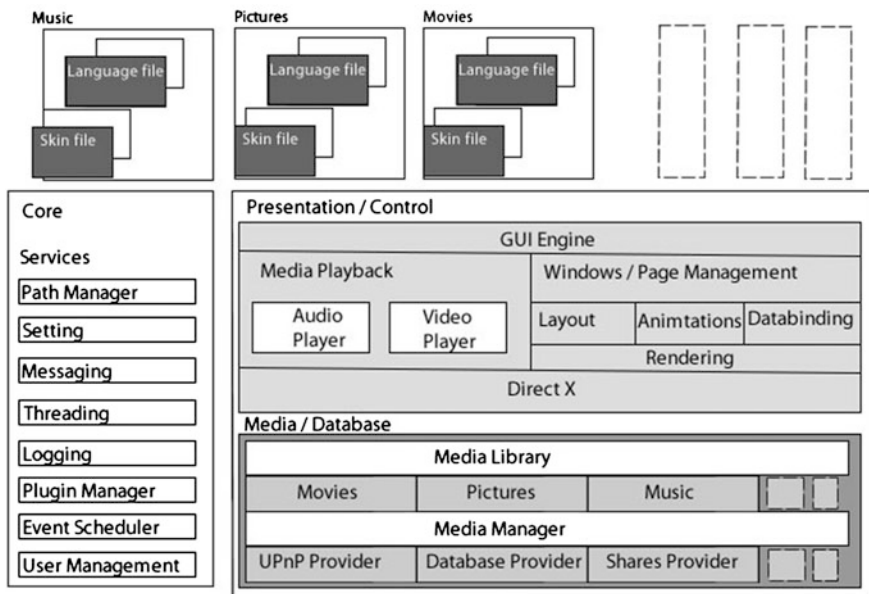 Music
Pictures
Movies
Language file
Language file
Language file
Skin file
Skin file
Skin file
Core
Services
Path Manager
Setting
Messaging
Threading
Logging
Plugin Manager
Event Scheduler
User Management
Presentation / Control
GUI Engine
Media Playback
Windows / Page Management
Audio
Player
Video
Player
Layout
Animtations
Databinding
Rendering
Direct X
Media / Database
Media Library
Movies
Pictures
Music
Media Manager
UPnP Provider
Database Provider
Shares Provider